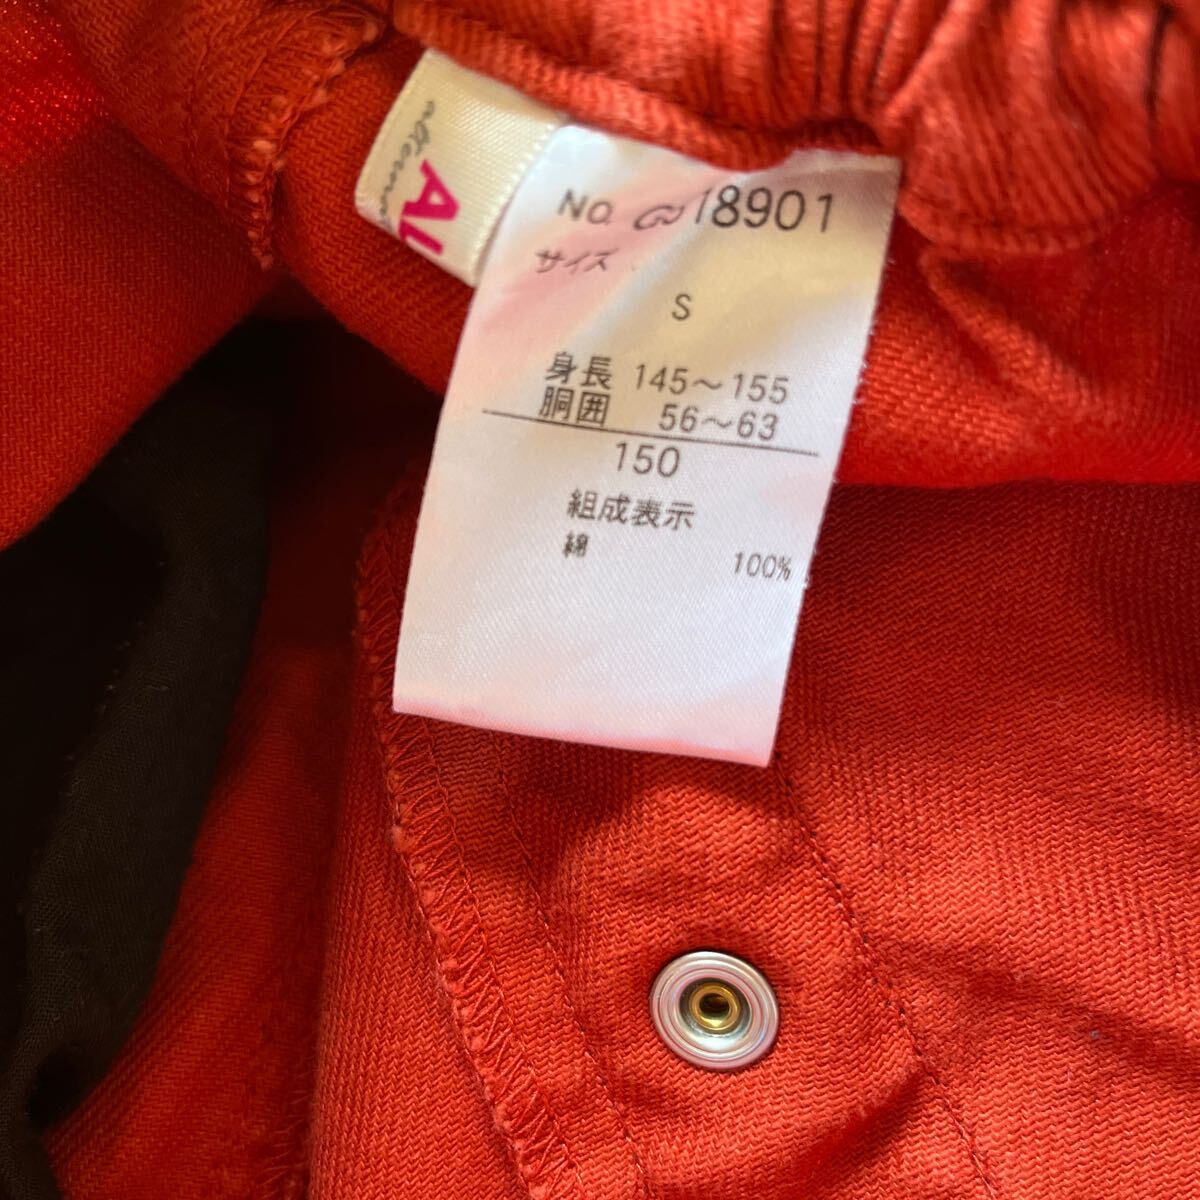 No. G-18901
サイズ
S
身長 145～155
胴囲 56～63
150
組成表示
綿 100%